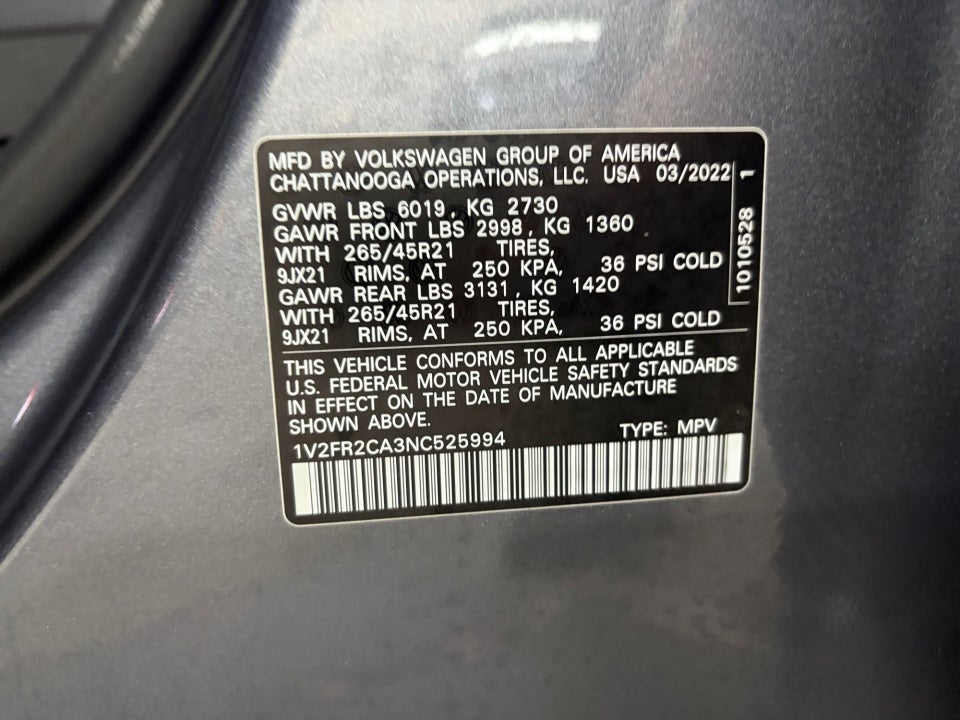 MFD BY VOLKSWAGEN GROUP OF AMERICA
CHATTANOOGA OPERATIONS, LLC. USA 03/2022
GVWR LBS 6019, KG 2730
GAWR FRONT LBS 2998, KG 1360
WITH 265/45R21 TIRES,
9JX21 RIMS, AT 250 KPA, 36 PSI COLD
GAWR REAR LBS 3131, KG 1420
WITH 265/45R21 TIRES,
9JX21 RIMS, AT 250 KPA, 36 PSI COLD
THIS VEHICLE CONFORMS TO ALL APPLICABLE
U.S. FEDERAL MOTOR VEHICLE SAFETY STANDARDS
IN EFFECT ON THE DATE OF MANUFACTURE
SHOWN ABOVE.
1V2FR2CA3NC525994 TYPE: MPV
1010528 1